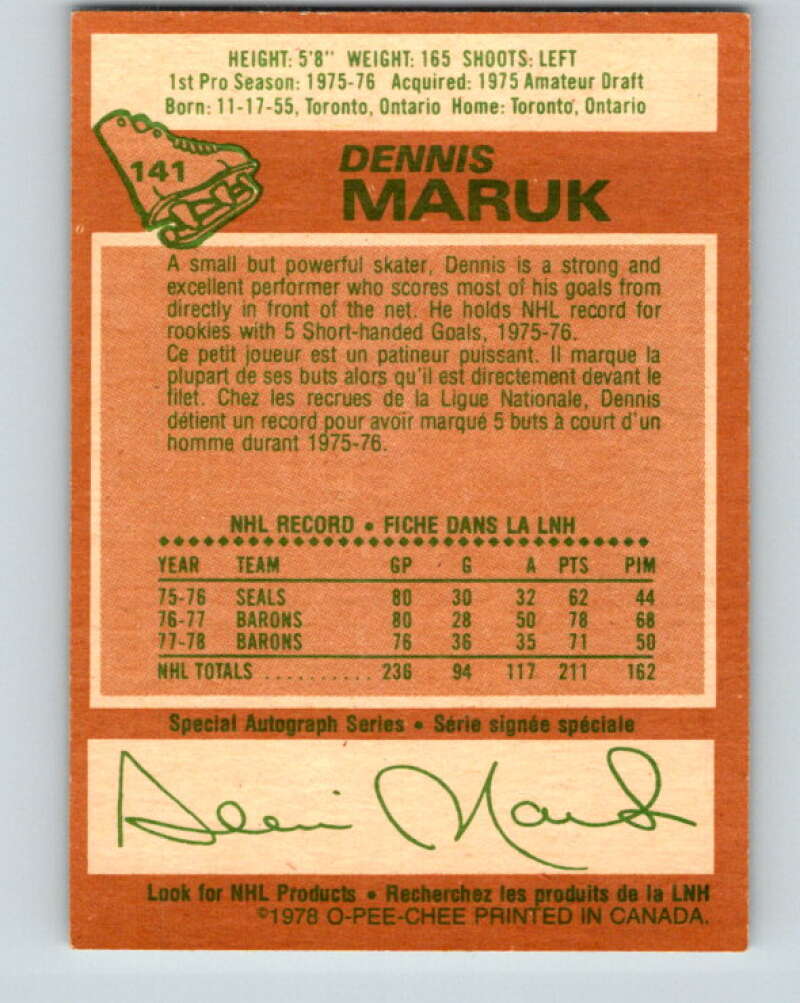 HEIGHT: 5'8" WEIGHT: 165 SHOOTS: LEFT
1st Pro Season: 1975-76 Acquired: 1975 Amateur Draft
Born: 11-17-55, Toronto, Ontario Home: Toronto, Ontario
141
DENNIS
MARUK
A small but powerful skater, Dennis is a strong and
excellent performer who scores most of his goals from
directly in front of the net. He holds NHL record for
rookies with 5 Short-handed Goals, 1975-76.
Ce petit joueur est un patineur puissant. Il marque la
plupart de ses buts alors qu'il est directement devant le
filet. Chez les recrues de la Ligue Nationale, Dennis
détient un record pour avoir marqué 5 buts à court d'un
homme durant 1975-76.
NHL RECORD • FICHE DANS LA LNH
YEAR TEAM GP G A PTS PIM
75-76 SEALS 80 30 32 62 44
76-77 BARONS 80 28 50 78 68
77-78 BARONS 76 36 35 71 50
NHL TOTALS .......... 236 94 117 211 162
Special Autograph Series • Série signée spéciale
Dennis Maruk
Look for NHL Products • Recherchez les produits de la LNH
©1978 O-PEE-CHEE PRINTED IN CANADA.